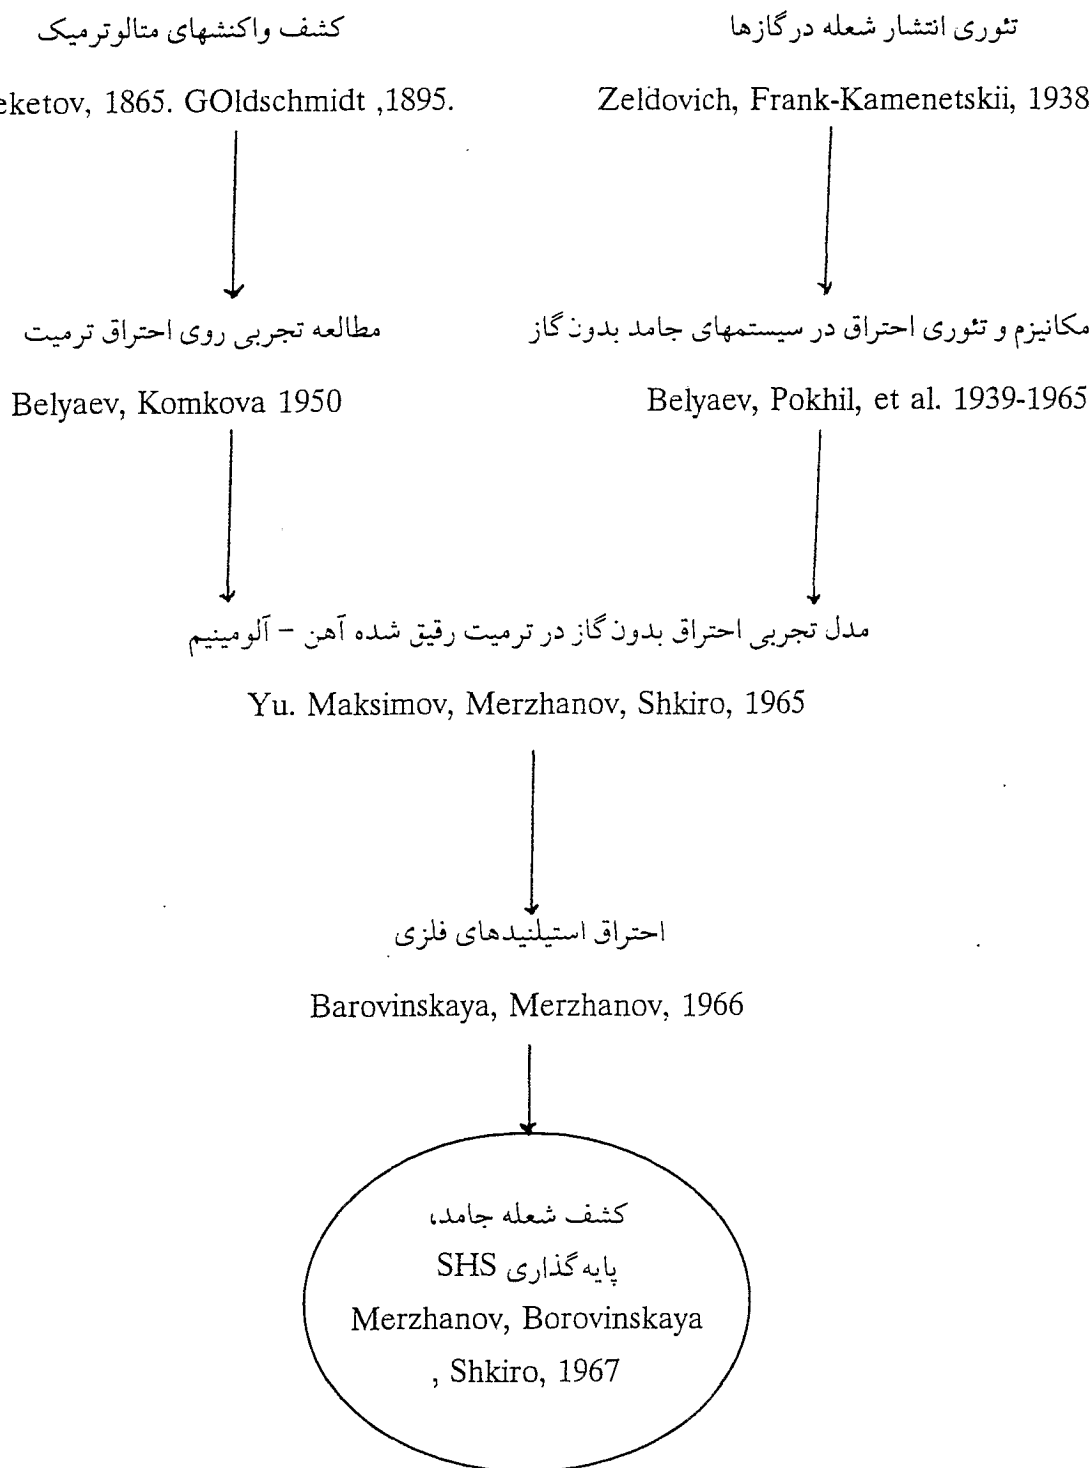 تئوری انتشار شعله در گازها
Zeldovich, Frank-Kamenetskii, 1938
کشف واکنشهای متالوترمیک
eketov, 1865. GOldschmidt ,1895.
مکانیزم و تئوری احتراق در سیستمهای جامد بدون گاز
Belyaev, Pokhil, et al. 1939-1965
مطالعه تجربی روی احتراق ترمیت
Belyaev, Komkova 1950
مدل تجربی احتراق بدون گاز در ترمیت رقیق شده آهن – آلومینیم
Yu. Maksimov, Merzhanov, Shkiro, 1965
احتراق استیلنیدهای فلزی
Barovinskaya, Merzhanov, 1966
کشف شعله جامد،
پایه گذاری SHS
Merzhanov, Borovinskaya
, Shkiro, 1967